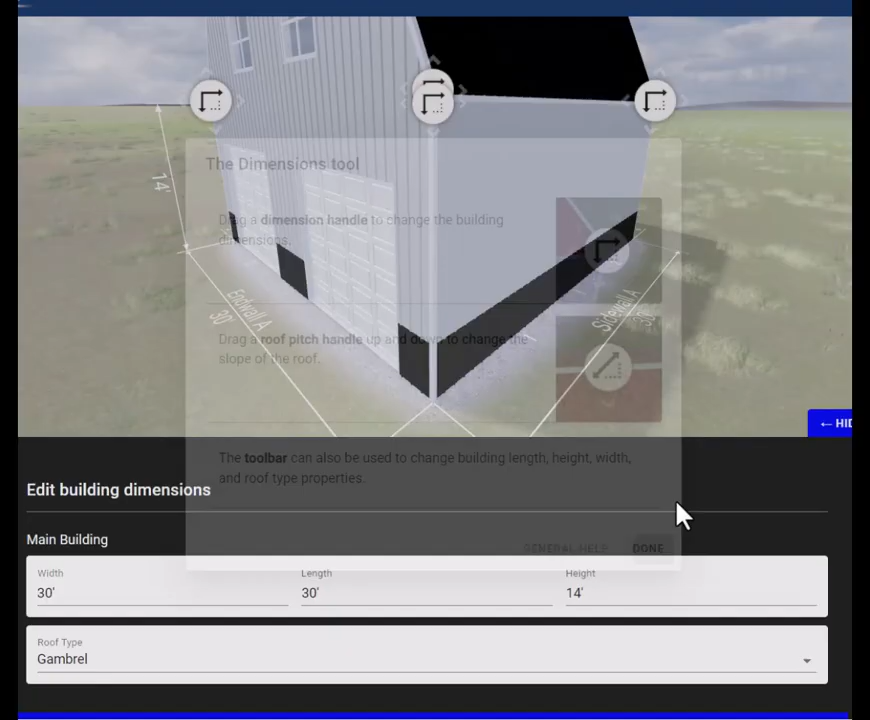 14'
The Dimensions tool
Drag a dimension handle to change the building
dimensions.
Endwall A
30'
Sidewall A
30'
Drag a roof pitch handle up and down to change the
slope of the roof.
← HID
The toolbar can also be used to change building length, height, width,
and roof type properties.
Edit building dimensions
GENERAL HELP DONE
Main Building
Width Length Height
30' 30' 14'
Roof Type
Gambrel